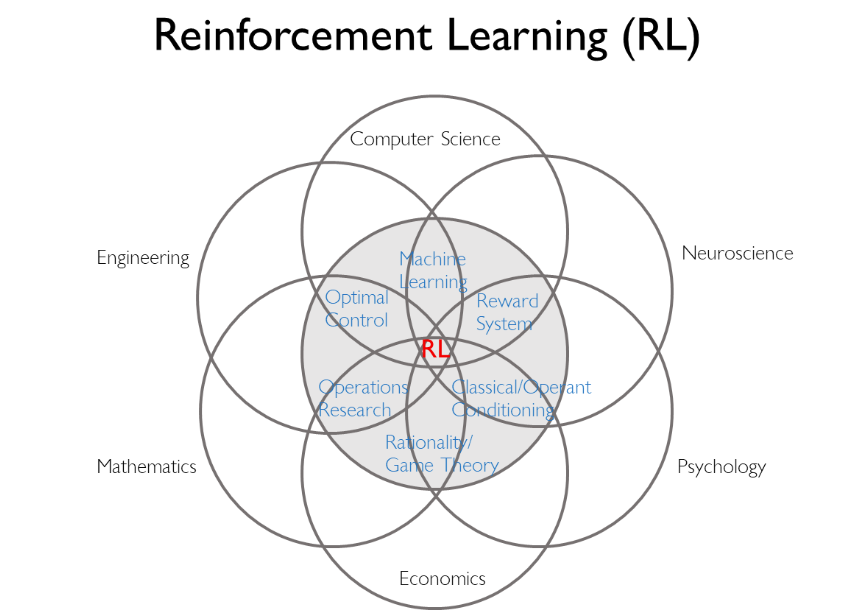 Reinforcement Learning (RL)
Computer Science
Engineering
Neuroscience
Machine
Learning
Optimal
Control
Reward
System
RL
Operations
Research
Classical/Operant
Conditioning
Rationality/
Game Theory
Mathematics
Psychology
Economics